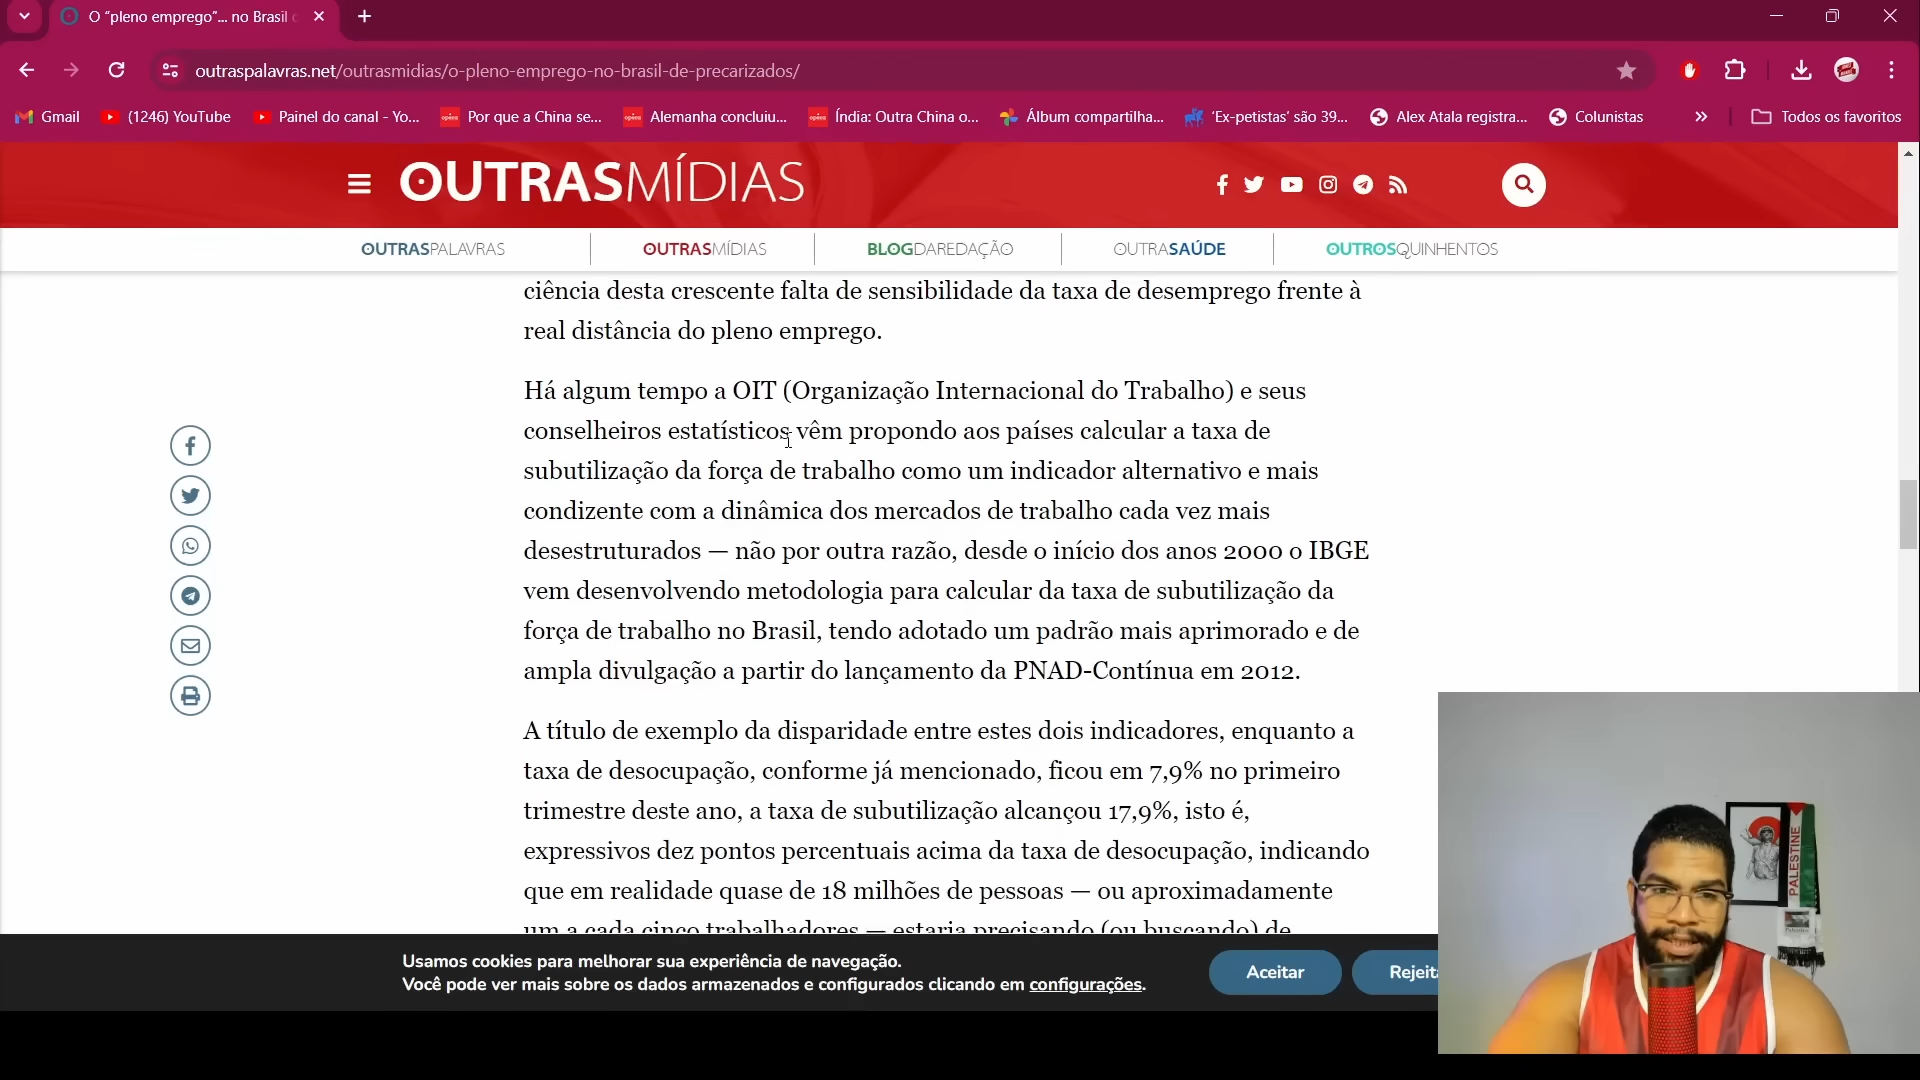 O “pleno emprego”... no Brasil
outraspalavras.net/outrasmidias/o-pleno-emprego-no-brasil-de-precarizados/
Gmail
(1246) YouTube
Painel do canal - Yo...
Por que a China se...
Alemanha concluiu...
Índia: Outra China o...
Álbum compartilha...
'Ex-petistas' são 39...
Alex Atala registra...
Colunistas
»
Todos os favoritos
OUTRASMÍDIAS
OUTRASPALAVRAS
OUTRASMÍDIAS
BLOGDAREDAÇÃO
OUTRASAÚDE
OUTROSQUINHENTOS
ciência desta crescente falta de sensibilidade da taxa de desemprego frente à
real distância do pleno emprego.
Há algum tempo a OIT (Organização Internacional do Trabalho) e seus
conselheiros estatísticos vêm propondo aos países calcular a taxa de
subutilização da força de trabalho como um indicador alternativo e mais
condizente com a dinâmica dos mercados de trabalho cada vez mais
desestruturados — não por outra razão, desde o início dos anos 2000 o IBGE
vem desenvolvendo metodologia para calcular da taxa de subutilização da
força de trabalho no Brasil, tendo adotado um padrão mais aprimorado e de
ampla divulgação a partir do lançamento da PNAD-Contínua em 2012.
A título de exemplo da disparidade entre estes dois indicadores, enquanto a
taxa de desocupação, conforme já mencionado, ficou em 7,9% no primeiro
trimestre deste ano, a taxa de subutilização alcançou 17,9%, isto é,
expressivos dez pontos percentuais acima da taxa de desocupação, indicando
que em realidade quase de 18 milhões de pessoas — ou aproximadamente
um a cada cinco trabalhadores — estaria precisando (ou buscando) de
Usamos cookies para melhorar sua experiência de navegação.
Você pode ver mais sobre os dados armazenados e configurados clicando em configurações.
Aceitar
Rejeita
PALESTINE